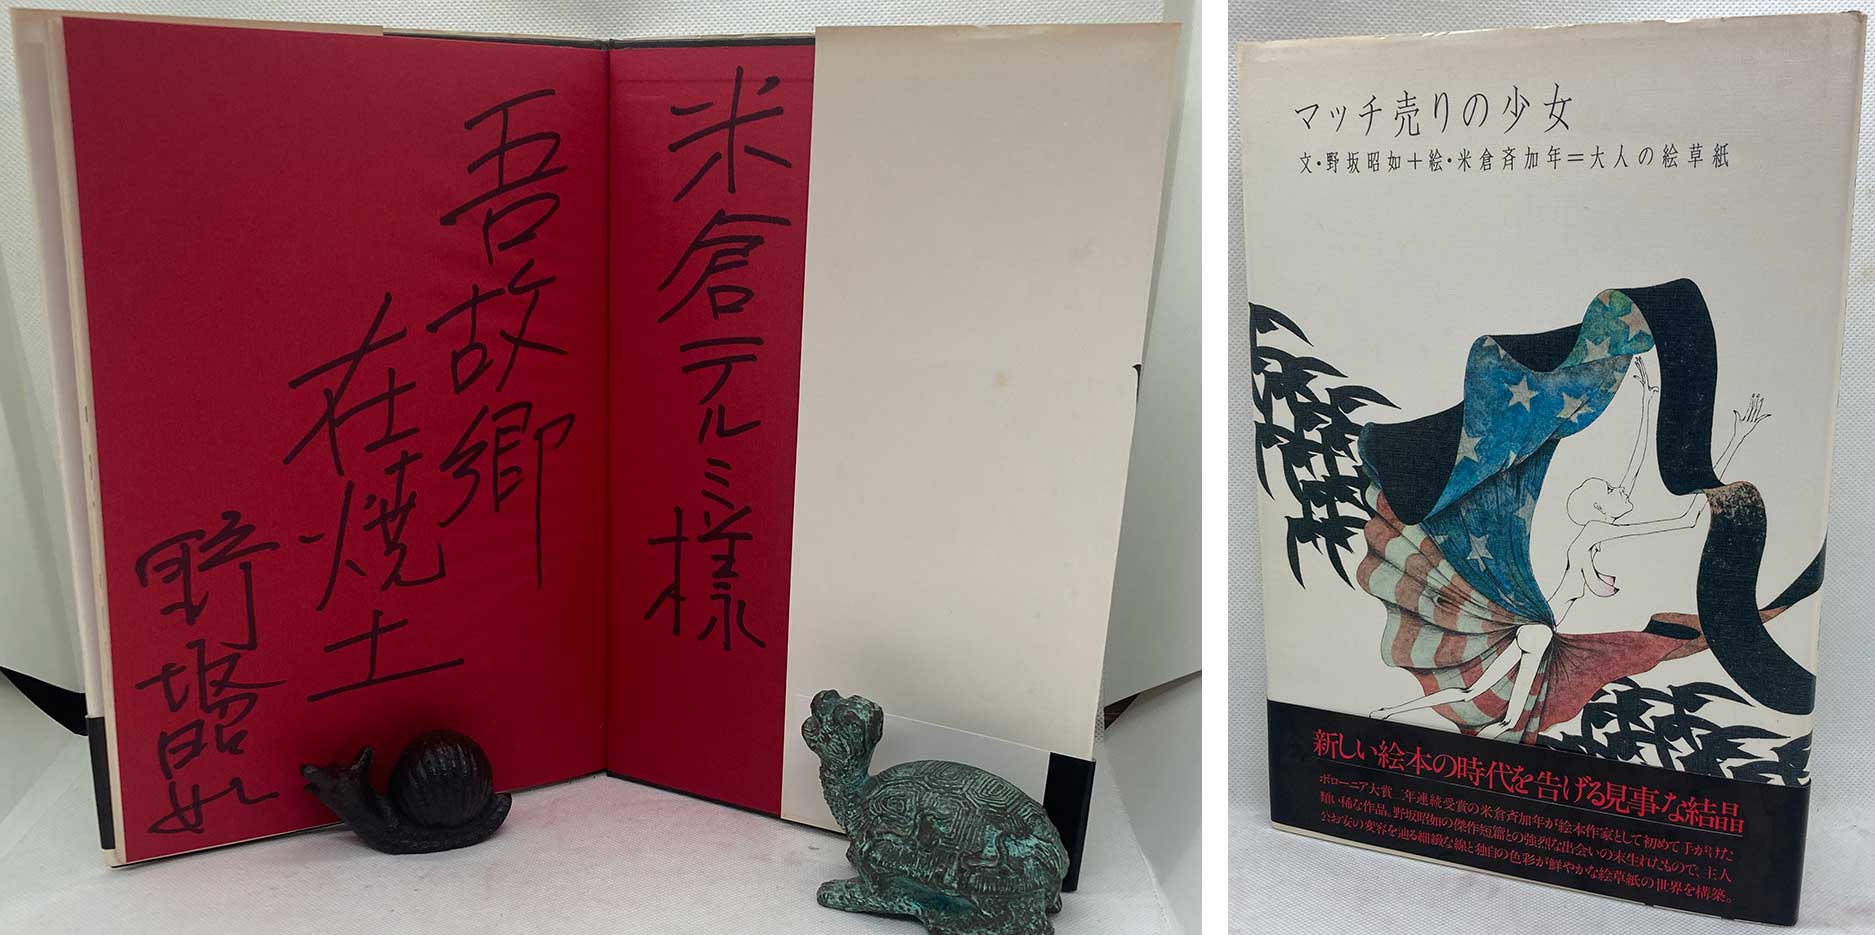 米倉テルミ様
吾故郷
在焼土
野坂昭如
マッチ売りの少女
文・野坂昭如＋絵・米倉斉加年＝大人の絵草紙
新しい絵本の時代を告げる見事な結晶
ボローニア大賞二年連続受賞の米倉斉加年が絵本作家として初めて手がけた
類い稀な作品。野坂昭如の傑作短篇との強烈な出会いの末生れたもので、主人
公お安の変容を辿る細緻な線と独自の色彩が鮮やかな絵草紙の世界を構築。